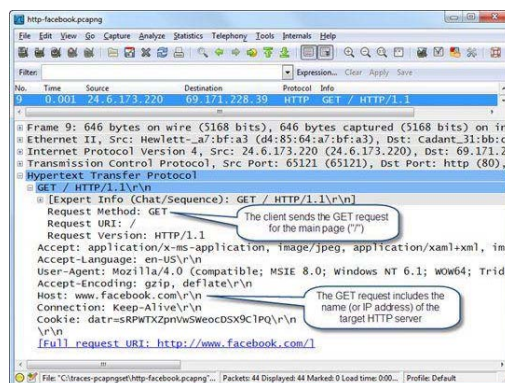 http-facebook.pcapng
File Edit View Go Capture Analyze Statistics Telephony Tools Internals Help
Filter: Expression... Clear Apply Save
No. Time Source Destination Protocol Info
9 0.001 24.6.173.220 69.171.228.39 HTTP GET / HTTP/1.1
Frame 9: 646 bytes on wire (5168 bits), 646 bytes captured (5168 bits) on in
Ethernet II, Src: Hewlett-_a7:bf:a3 (d4:85:64:a7:bf:a3), Dst: Cadant_31:bb:c
Internet Protocol Version 4, Src: 24.6.173.220 (24.6.173.220), Dst: 69.171.2
Transmission Control Protocol, Src Port: 65121 (65121), Dst Port: http (80),
Hypertext Transfer Protocol
GET / HTTP/1.1\r\n
[Expert Info (Chat/Sequence): GET / HTTP/1.1\r\n]
Request Method: GET
Request URI: /
Request Version: HTTP/1.1
The client sends the GET request
for the main page ("/")
Accept: application/x-ms-application, image/jpeg, application/xaml+xml, im
Accept-Language: en-US\r\n
User-Agent: Mozilla/4.0 (compatible; MSIE 8.0; Windows NT 6.1; WOW64; Trid
Accept-Encoding: gzip, deflate\r\n
Host: www.facebook.com\r\n
Connection: Keep-Alive\r\n
Cookie: datr=sRPWTXZpnVwSWeocDSX9ClPQ\r\n
\r\n
[Full request URI: http://www.facebook.com/]
The GET request includes the
name (or IP address) of the
target HTTP server
File: "C:\traces-pcapngset\http-facebook.pcapng"... Packets: 44 Displayed: 44 Marked: 0 Load time: 0:00... Profile: Default